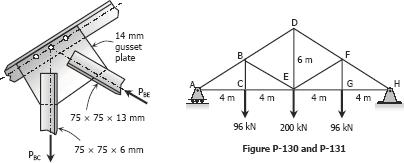 14 mm
gusset
plate
P_BE
75 × 75 × 13 mm
75 × 75 × 6 mm
P_BC
D
B
F
6 m
A
C
E
G
H
4 m 4 m 4 m 4 m
96 kN 200 kN 96 kN
Figure P-130 and P-131